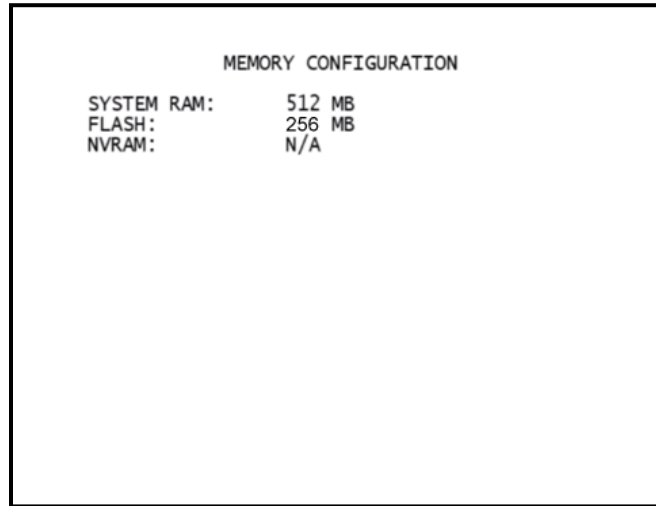 MEMORY CONFIGURATION
SYSTEM RAM: 512 MB
FLASH: 256 MB
NVRAM: N/A